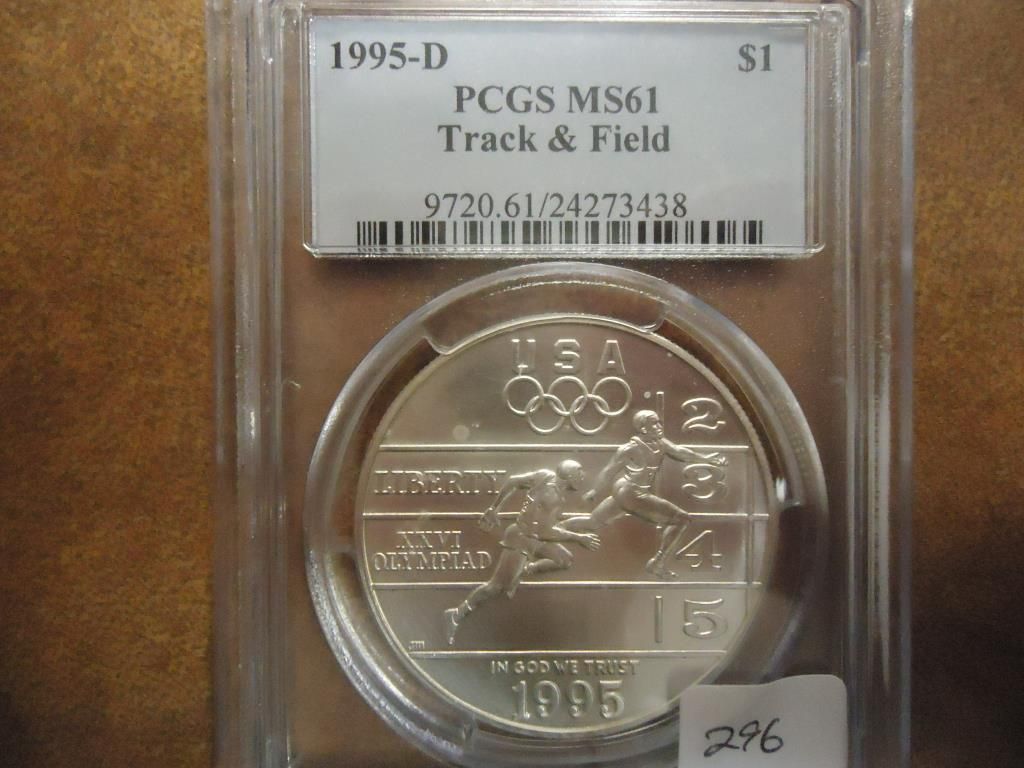 1995-D $1
PCGS MS61
Track & Field
9720.61/24273438
USA
2
LIBERTY 3
XXVI
OLYMPIAD 4
5
IN GOD WE TRUST
1995
296